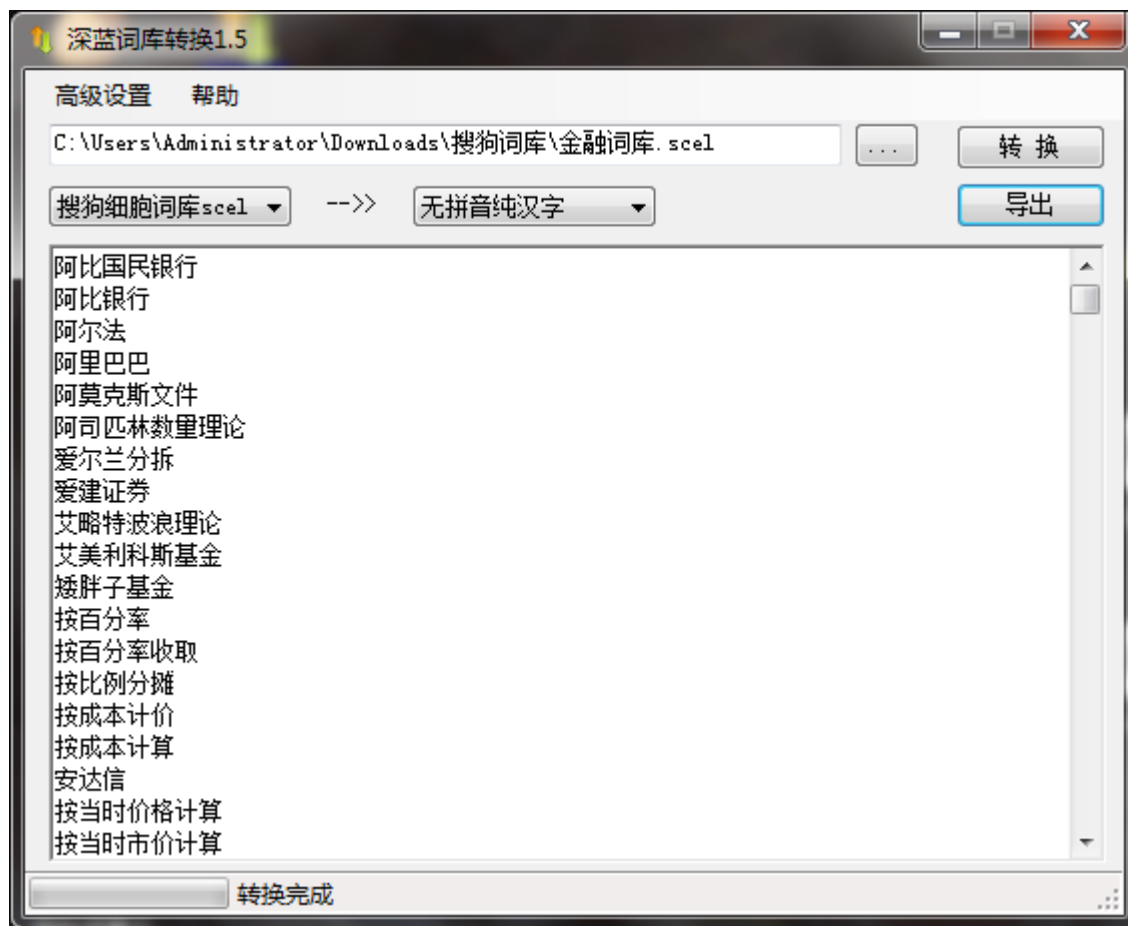 深蓝词库转换1.5
高级设置 帮助
C:\Users\Administrator\Downloads\搜狗词库\金融词库.scel ... 转 换
搜狗细胞词库scel -->> 无拼音纯汉字 导出
阿比国民银行
阿比银行
阿尔法
阿里巴巴
阿莫克斯文件
阿司匹林数量理论
爱尔兰分拆
爱建证券
艾略特波浪理论
艾美利科斯基金
矮胖子基金
按百分率
按百分率收取
按比例分摊
按成本计价
按成本计算
安达信
按当时价格计算
按当时市价计算
转换完成